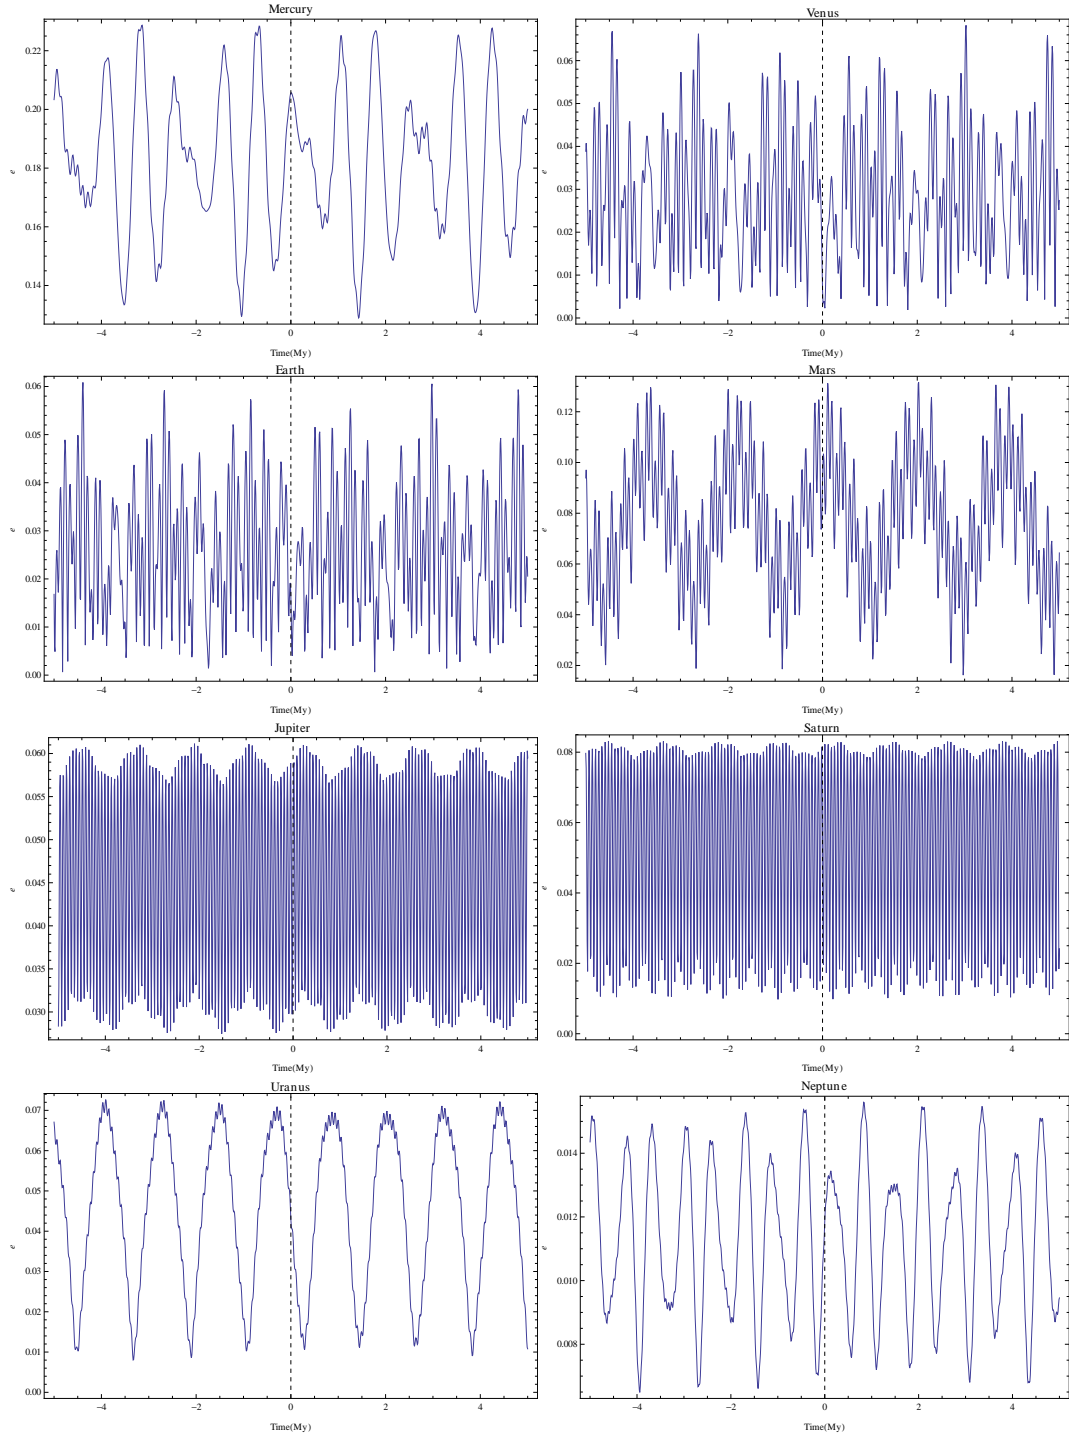 Mercury
0.22
0.20
0.18
0.16
0.14
e
−4 −2 0 2 4
Time(My)
Venus
0.06
0.05
0.04
0.03
0.02
0.01
0.00
e
−4 −2 0 2 4
Time(My)
Earth
0.06
0.05
0.04
0.03
0.02
0.01
0.00
e
−4 −2 0 2 4
Time(My)
Mars
0.12
0.10
0.08
0.06
0.04
0.02
e
−4 −2 0 2 4
Time(My)
Jupiter
0.060
0.055
0.050
0.045
0.040
0.035
0.030
e
−4 −2 0 2 4
Time(My)
Saturn
0.08
0.06
0.04
0.02
0.00
e
−4 −2 0 2 4
Time(My)
Uranus
0.07
0.06
0.05
0.04
0.03
0.02
0.01
0.00
e
−4 −2 0 2 4
Time(My)
Neptune
0.014
0.012
0.010
0.008
e
−4 −2 0 2 4
Time(My)